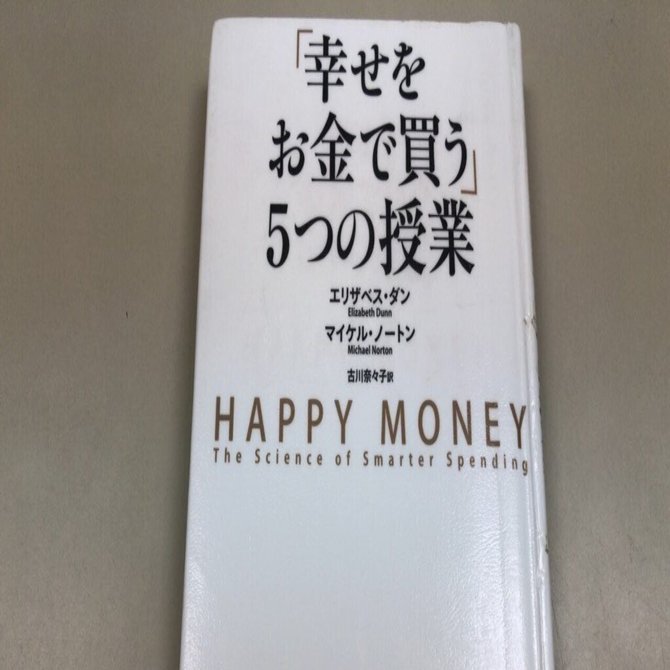 「幸せを
お金で買う」
5つの授業
エリザベス・ダン
Elizabeth Dunn
マイケル・ノートン
Michael Norton
古川奈々子訳
HAPPY MONEY
The Science of Smarter Spending